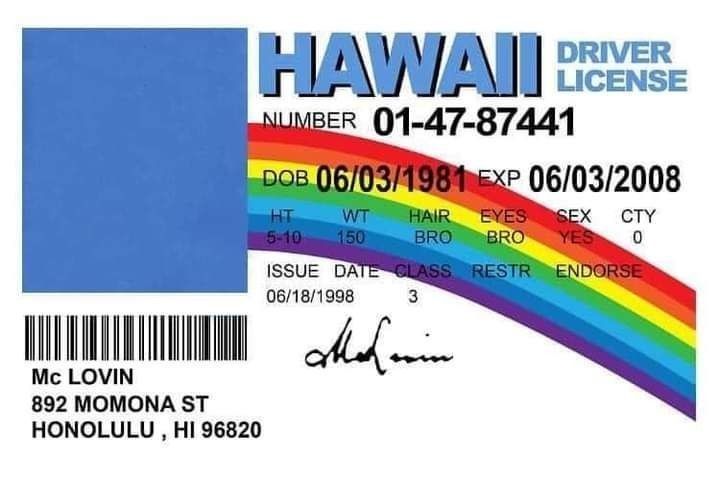 HAWAII DRIVER LICENSE
NUMBER 01-47-87441
DOB 06/03/1981 EXP 06/03/2008
HT WT HAIR EYES SEX CTY
5-10 150 BRO BRO YES 0
ISSUE DATE CLASS RESTR ENDORSE
06/18/1998 3
McLovin
Mc LOVIN
892 MOMONA ST
HONOLULU , HI 96820